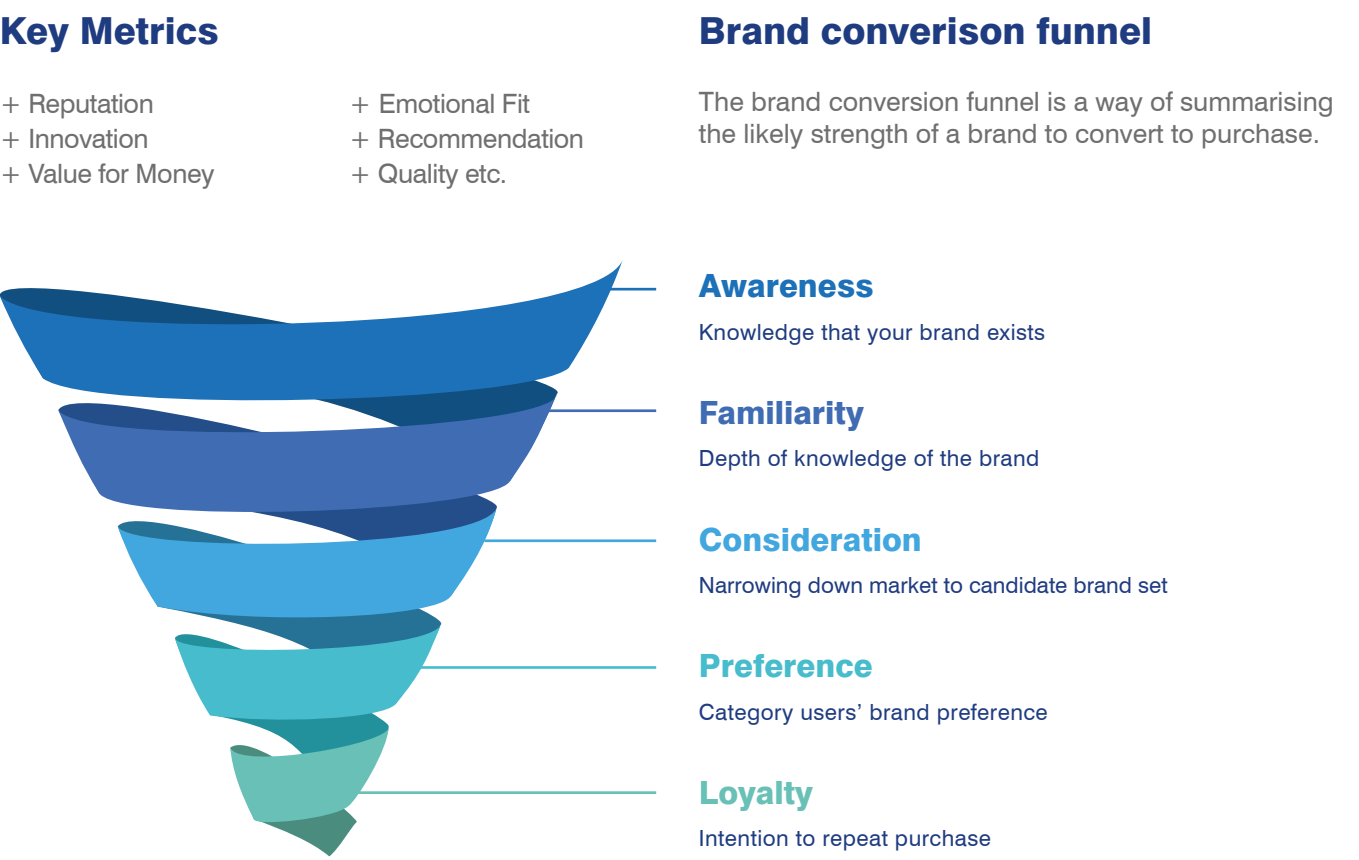 Key Metrics
+ Reputation
+ Innovation
+ Value for Money
+ Emotional Fit
+ Recommendation
+ Quality etc.
Brand converison funnel
The brand conversion funnel is a way of summarising
the likely strength of a brand to convert to purchase.
Awareness
Knowledge that your brand exists
Familiarity
Depth of knowledge of the brand
Consideration
Narrowing down market to candidate brand set
Preference
Category users’ brand preference
Loyalty
Intention to repeat purchase